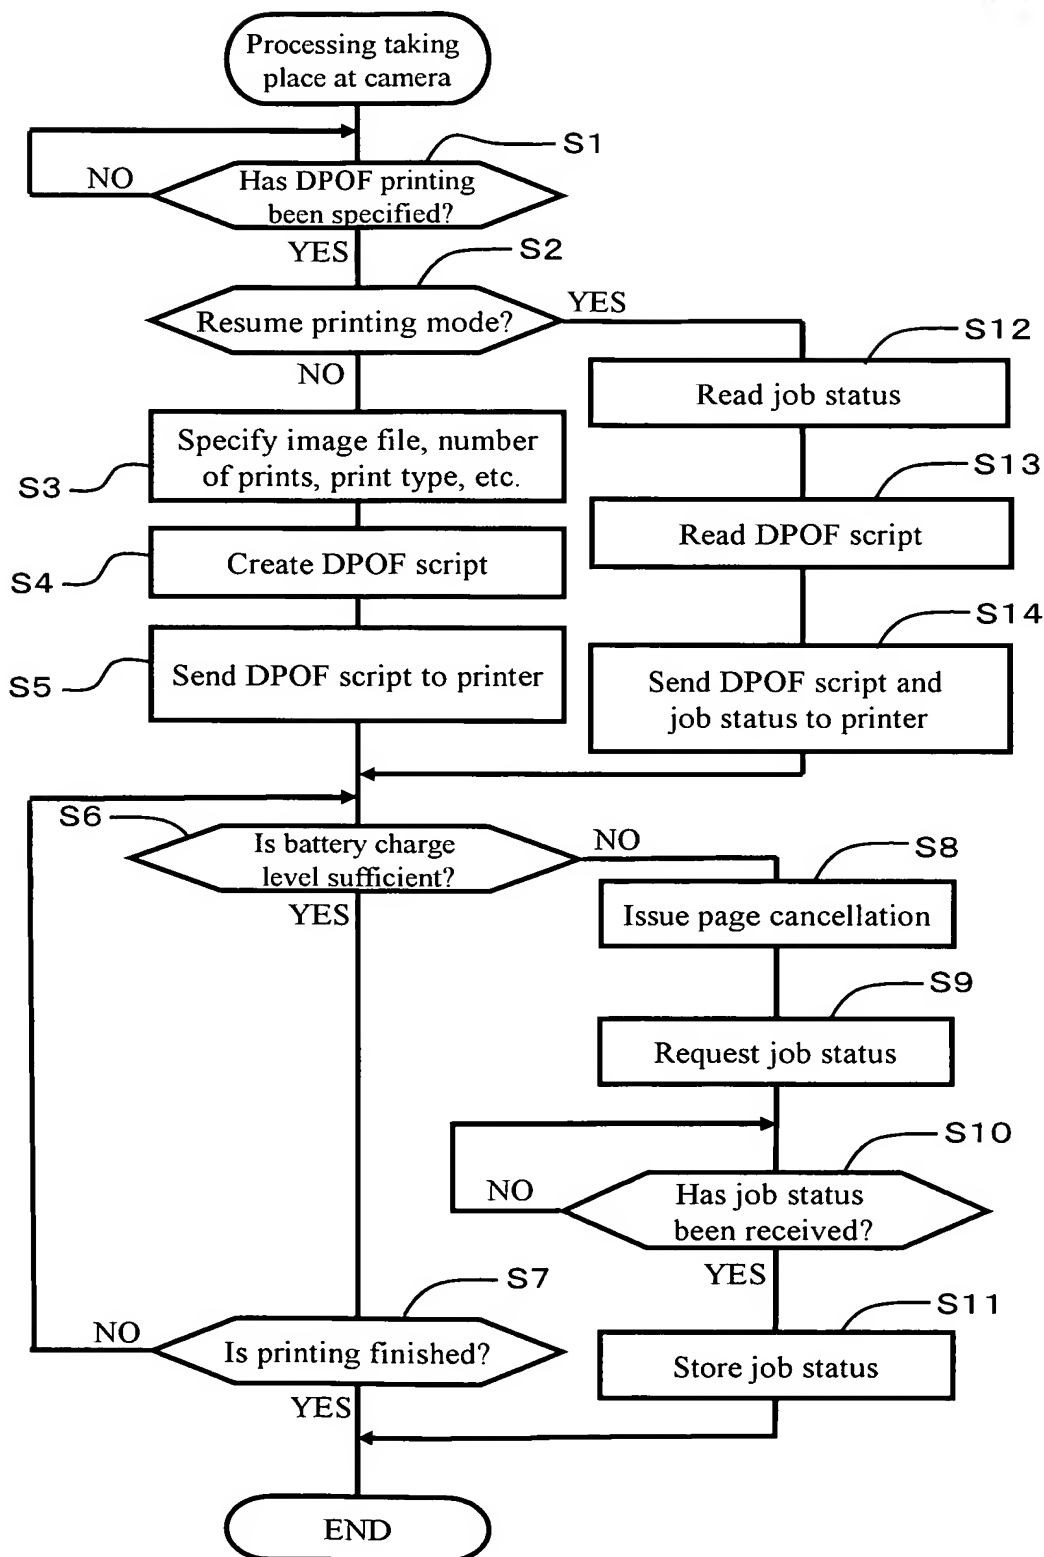 Processing taking
place at camera
S1
NO
Has DPOF printing
been specified?
YES
S2
Resume printing mode?
YES
NO
S12
Read job status
S3
Specify image file, number
of prints, print type, etc.
S13
Read DPOF script
S4
Create DPOF script
S14
Send DPOF script and
job status to printer
S5
Send DPOF script to printer
S6
Is battery charge
level sufficient?
NO
YES
S8
Issue page cancellation
S9
Request job status
S10
NO
Has job status
been received?
YES
S7
NO
Is printing finished?
YES
S11
Store job status
END